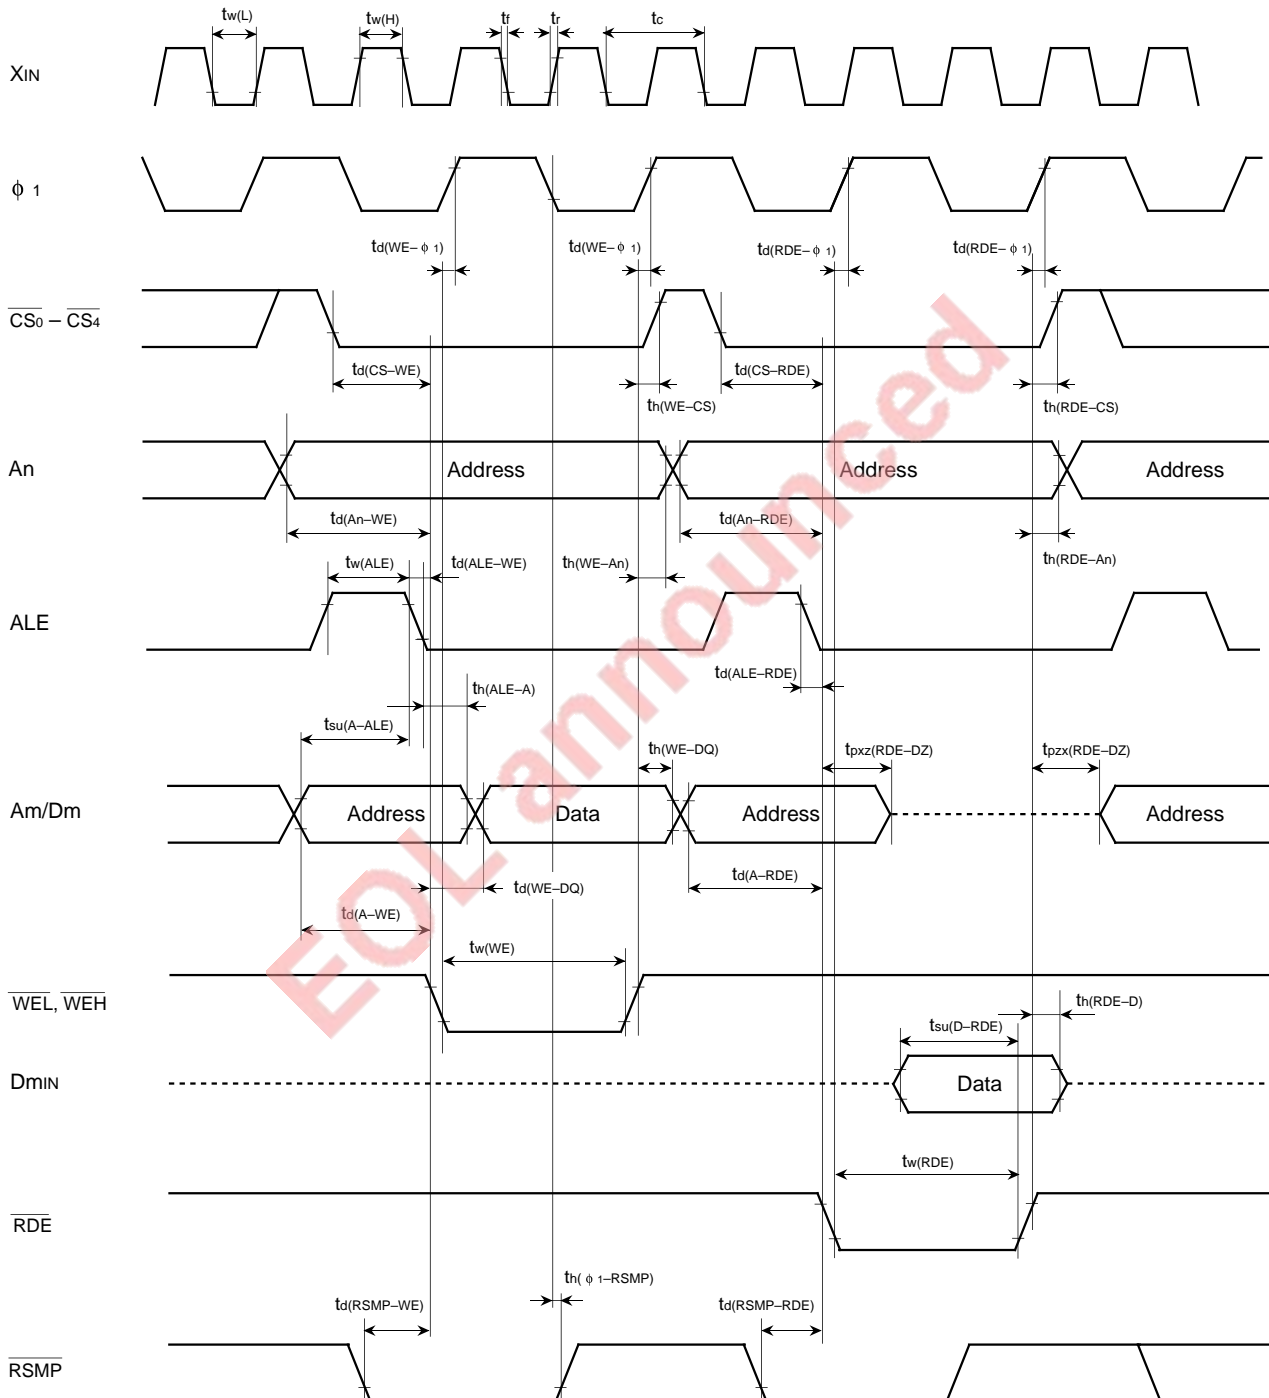 tw(L) tw(H) tf tr tc
XIN
ϕ 1
td(WE–ϕ 1) td(WE–ϕ 1) td(RDE–ϕ 1) td(RDE–ϕ 1)
CS0 – CS4
td(CS–WE) td(CS–RDE)
th(WE–CS) th(RDE–CS)
An Address Address Address
td(An–WE) td(An–RDE)
tw(ALE) td(ALE–WE) th(WE–An) th(RDE–An)
ALE
td(ALE–RDE)
th(ALE–A)
tsu(A–ALE)
th(WE–DQ) tpxz(RDE–DZ) tpzx(RDE–DZ)
Am/Dm Address Data Address Address
td(WE–DQ) td(A–RDE)
td(A–WE)
tw(WE)
WEL, WEH
th(RDE–D)
tsu(D–RDE)
DmIN Data
tw(RDE)
RDE
th(ϕ 1–RSMP)
td(RSMP–WE) td(RSMP–RDE)
RSMP
EOL announced